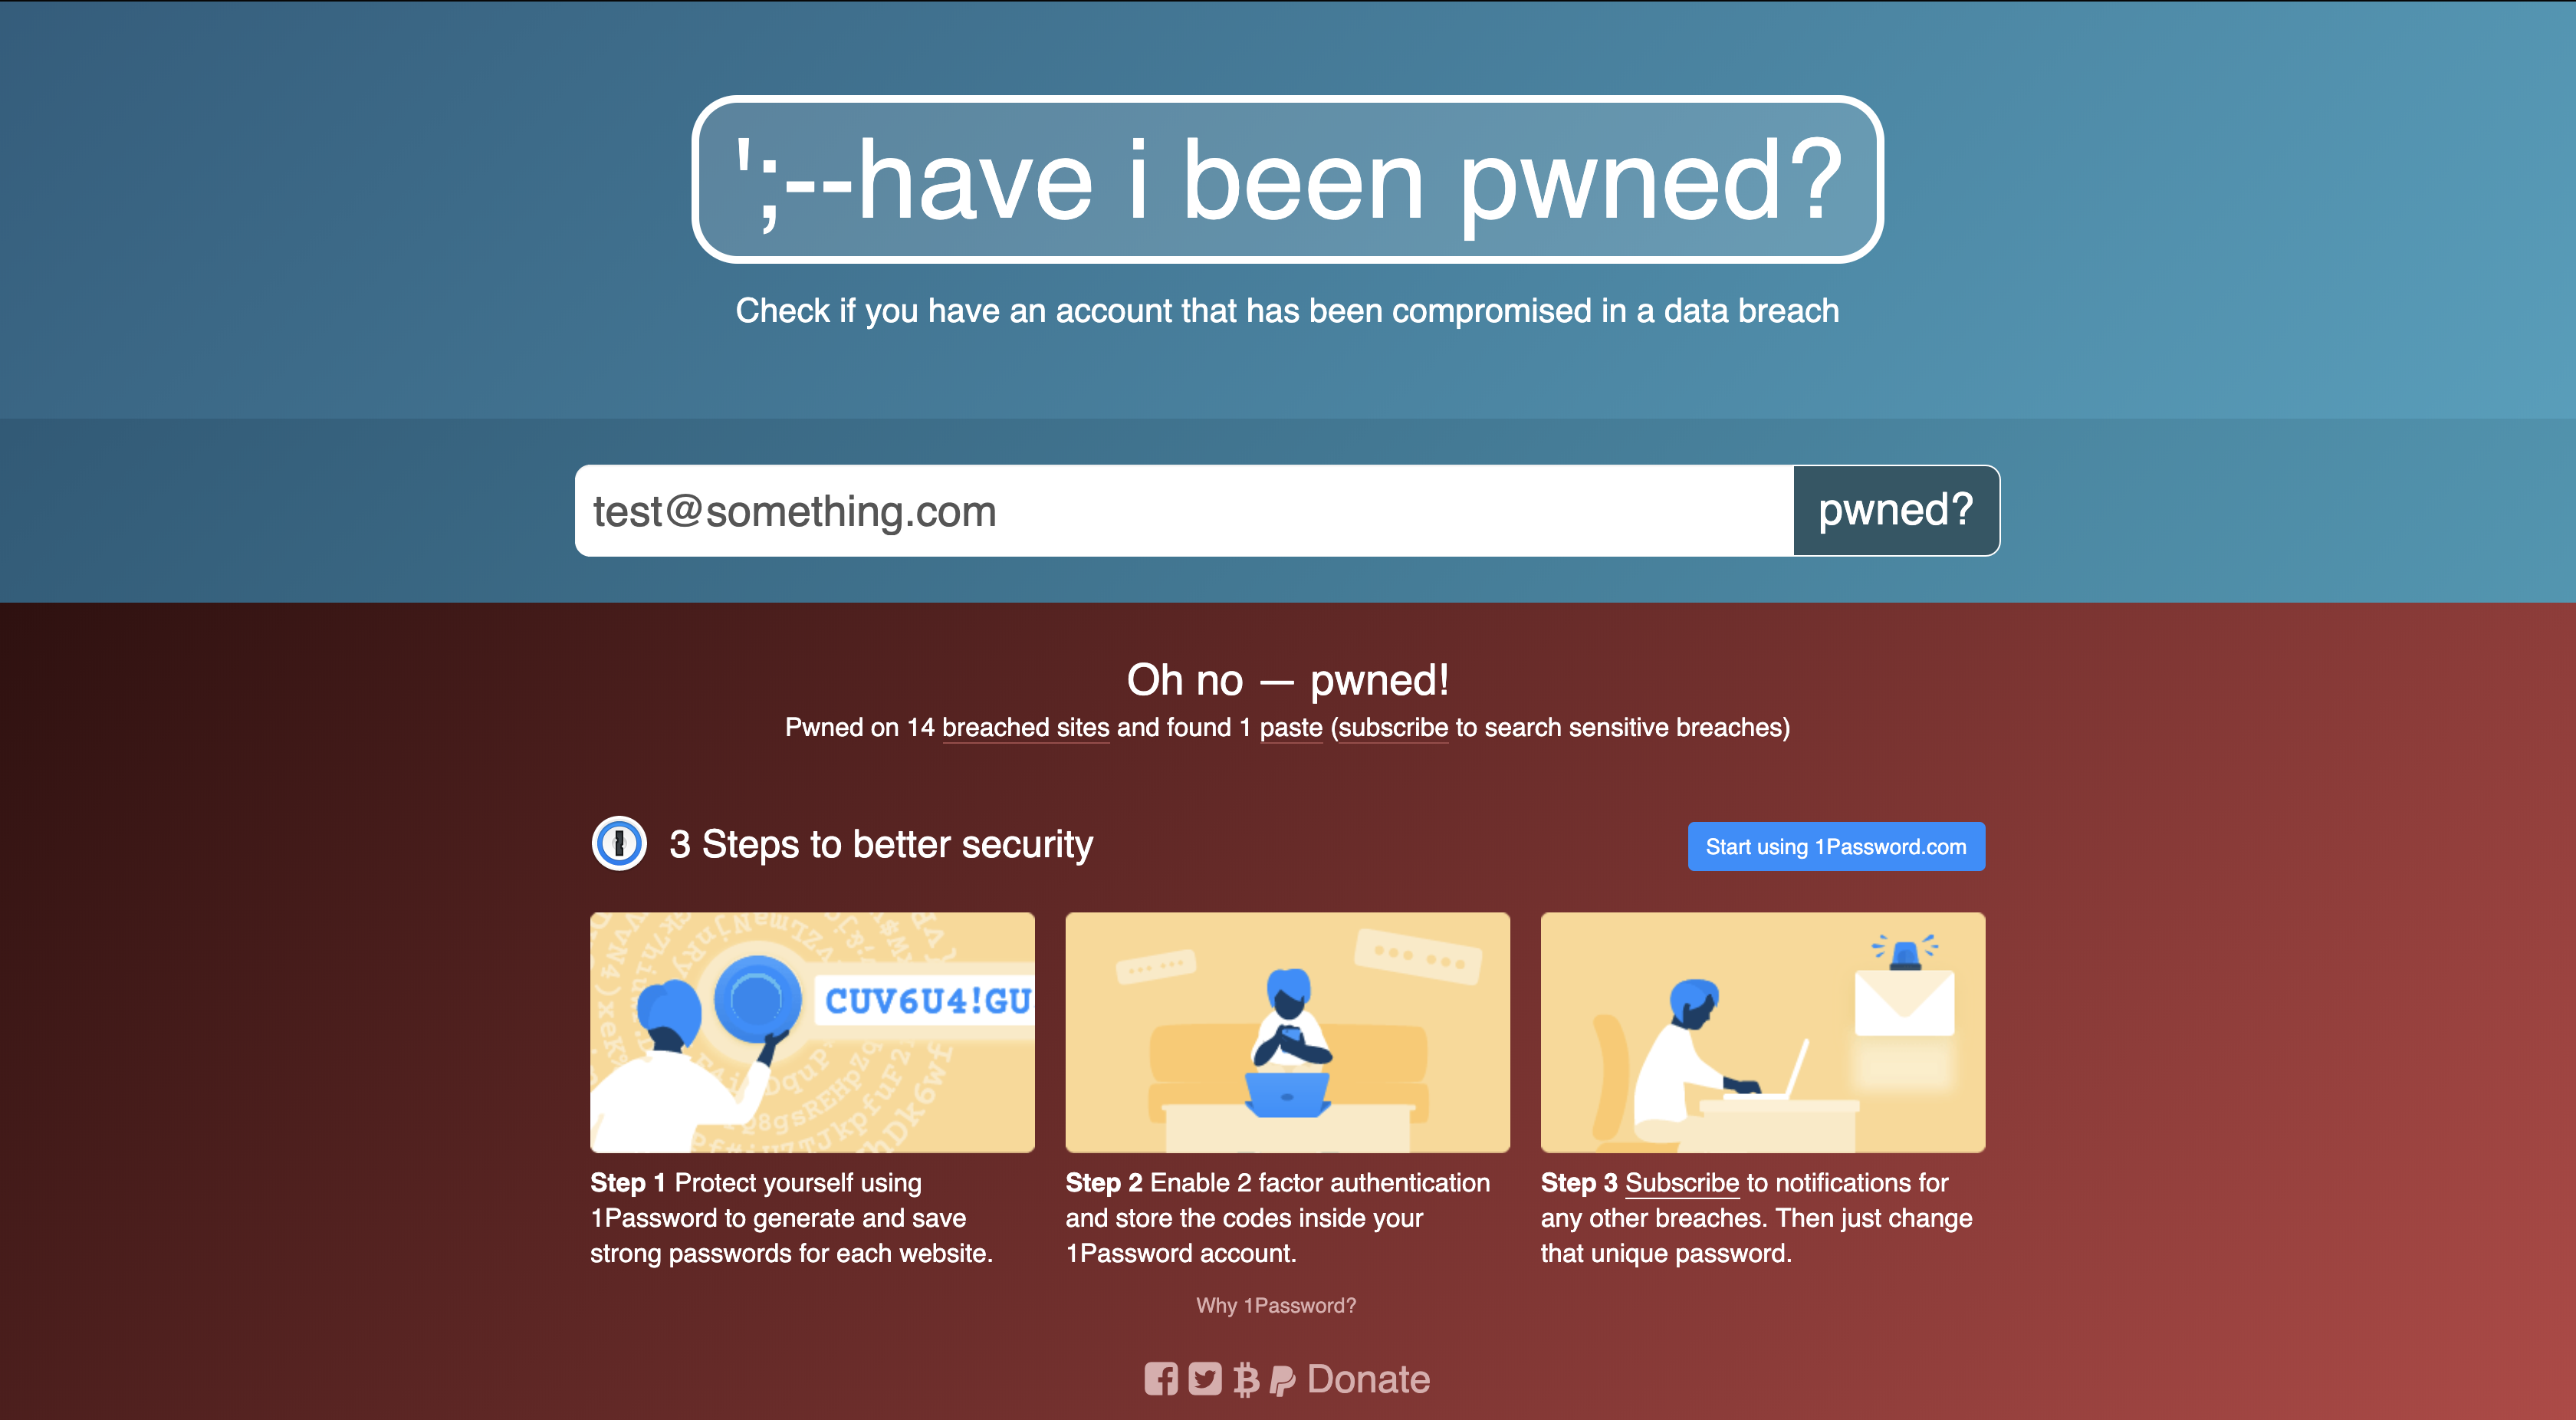 ';--have i been pwned?
Check if you have an account that has been compromised in a data breach
test@something.com
pwned?
Oh no — pwned!
Pwned on 14 breached sites and found 1 paste (subscribe to search sensitive breaches)
3 Steps to better security
Start using 1Password.com
CUV6U4!GU
Step 1 Protect yourself using
1Password to generate and save
strong passwords for each website.
Step 2 Enable 2 factor authentication
and store the codes inside your
1Password account.
Step 3 Subscribe to notifications for
any other breaches. Then just change
that unique password.
Why 1Password?
Donate